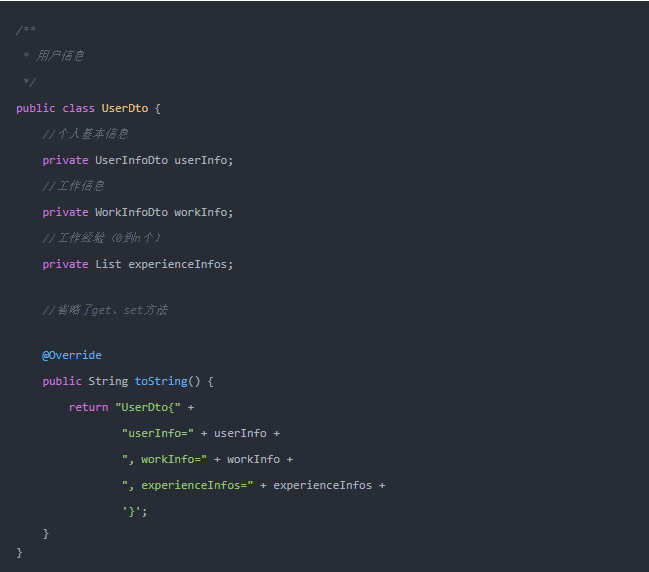 /**
 * 用户信息
 */
public class UserDto {
    //个人基本信息
    private UserInfoDto userInfo;
    //工作信息
    private WorkInfoDto workInfo;
    //工作经验（0到n个）
    private List experienceInfos;
    //省略了get、set方法
    @Override
    public String toString() {
        return "UserDto{" +
                "userInfo=" + userInfo +
                ", workInfo=" + workInfo +
                ", experienceInfos=" + experienceInfos +
                '}';
    }
}